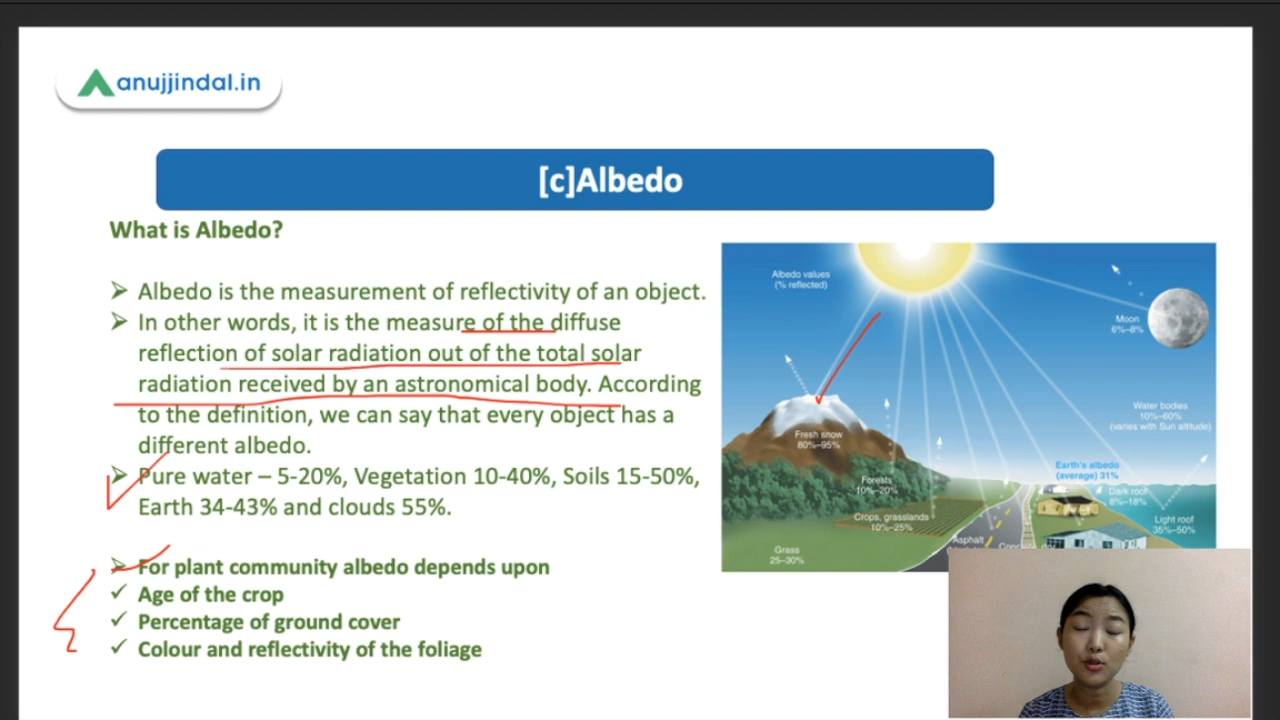 anujjindal.in
[c]Albedo
What is Albedo?
➢ Albedo is the measurement of reflectivity of an object.
➢ In other words, it is the measure of the diffuse
reflection of solar radiation out of the total solar
radiation received by an astronomical body. According
to the definition, we can say that every object has a
different albedo.
➢ Pure water – 5-20%, Vegetation 10-40%, Soils 15-50%,
Earth 34-43% and clouds 55%.
➢ For plant community albedo depends upon
✓ Age of the crop
✓ Percentage of ground cover
✓ Colour and reflectivity of the foliage
Albedo values
(% reflected)
Moon
6%–8%
Water bodies
10%–60%
(varies with Sun altitude)
Fresh snow
80%–95%
Earth's albedo
(average) 31%
Forests
10%–20%
Dark roof
8%–18%
Crops, grasslands
10%–25%
Light roof
35%–50%
Grass
25–30%
Asphalt